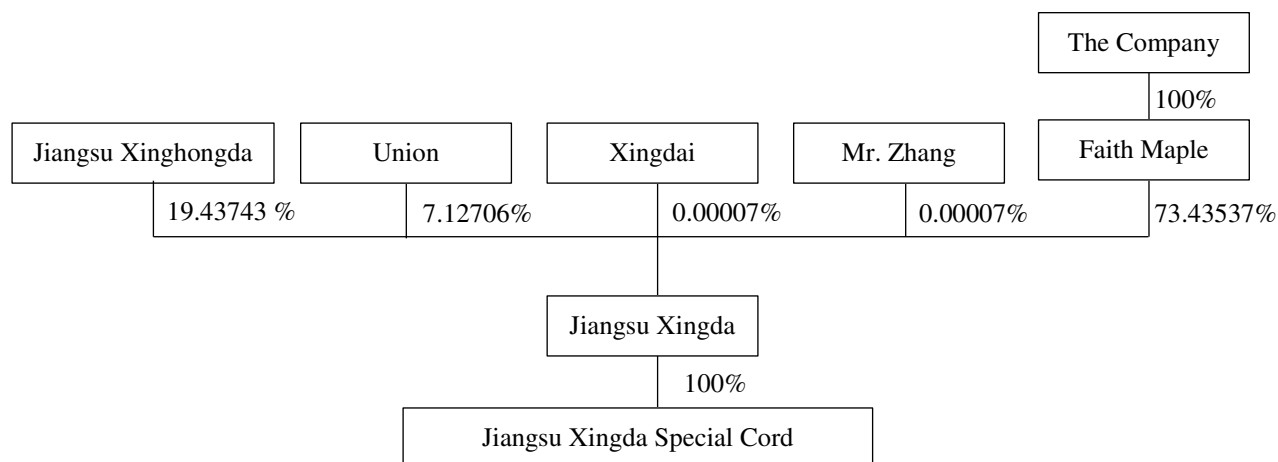 The Company
100%
Jiangsu Xinghongda
Union
Xingdai
Mr. Zhang
Faith Maple
19.43743 %
7.12706%
0.00007%
0.00007%
73.43537%
Jiangsu Xingda
100%
Jiangsu Xingda Special Cord